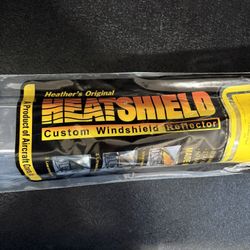 Heather's Original
HEATSHIELD
Custom Windshield Reflector
A Product of Aircraft